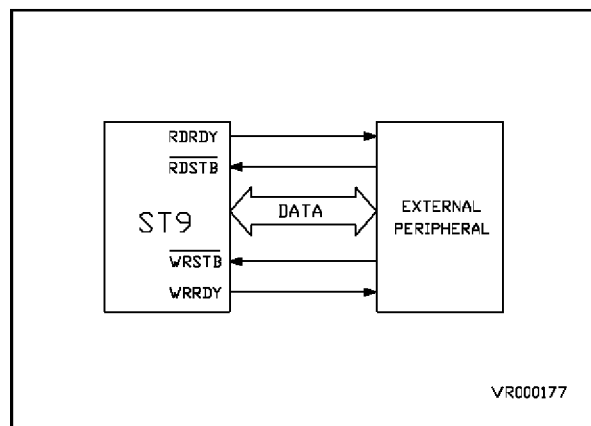 RDRDY
RDSTB
DATA
ST9
EXTERNAL
PERIPHERAL
WRSTB
WRRDY
VR000177